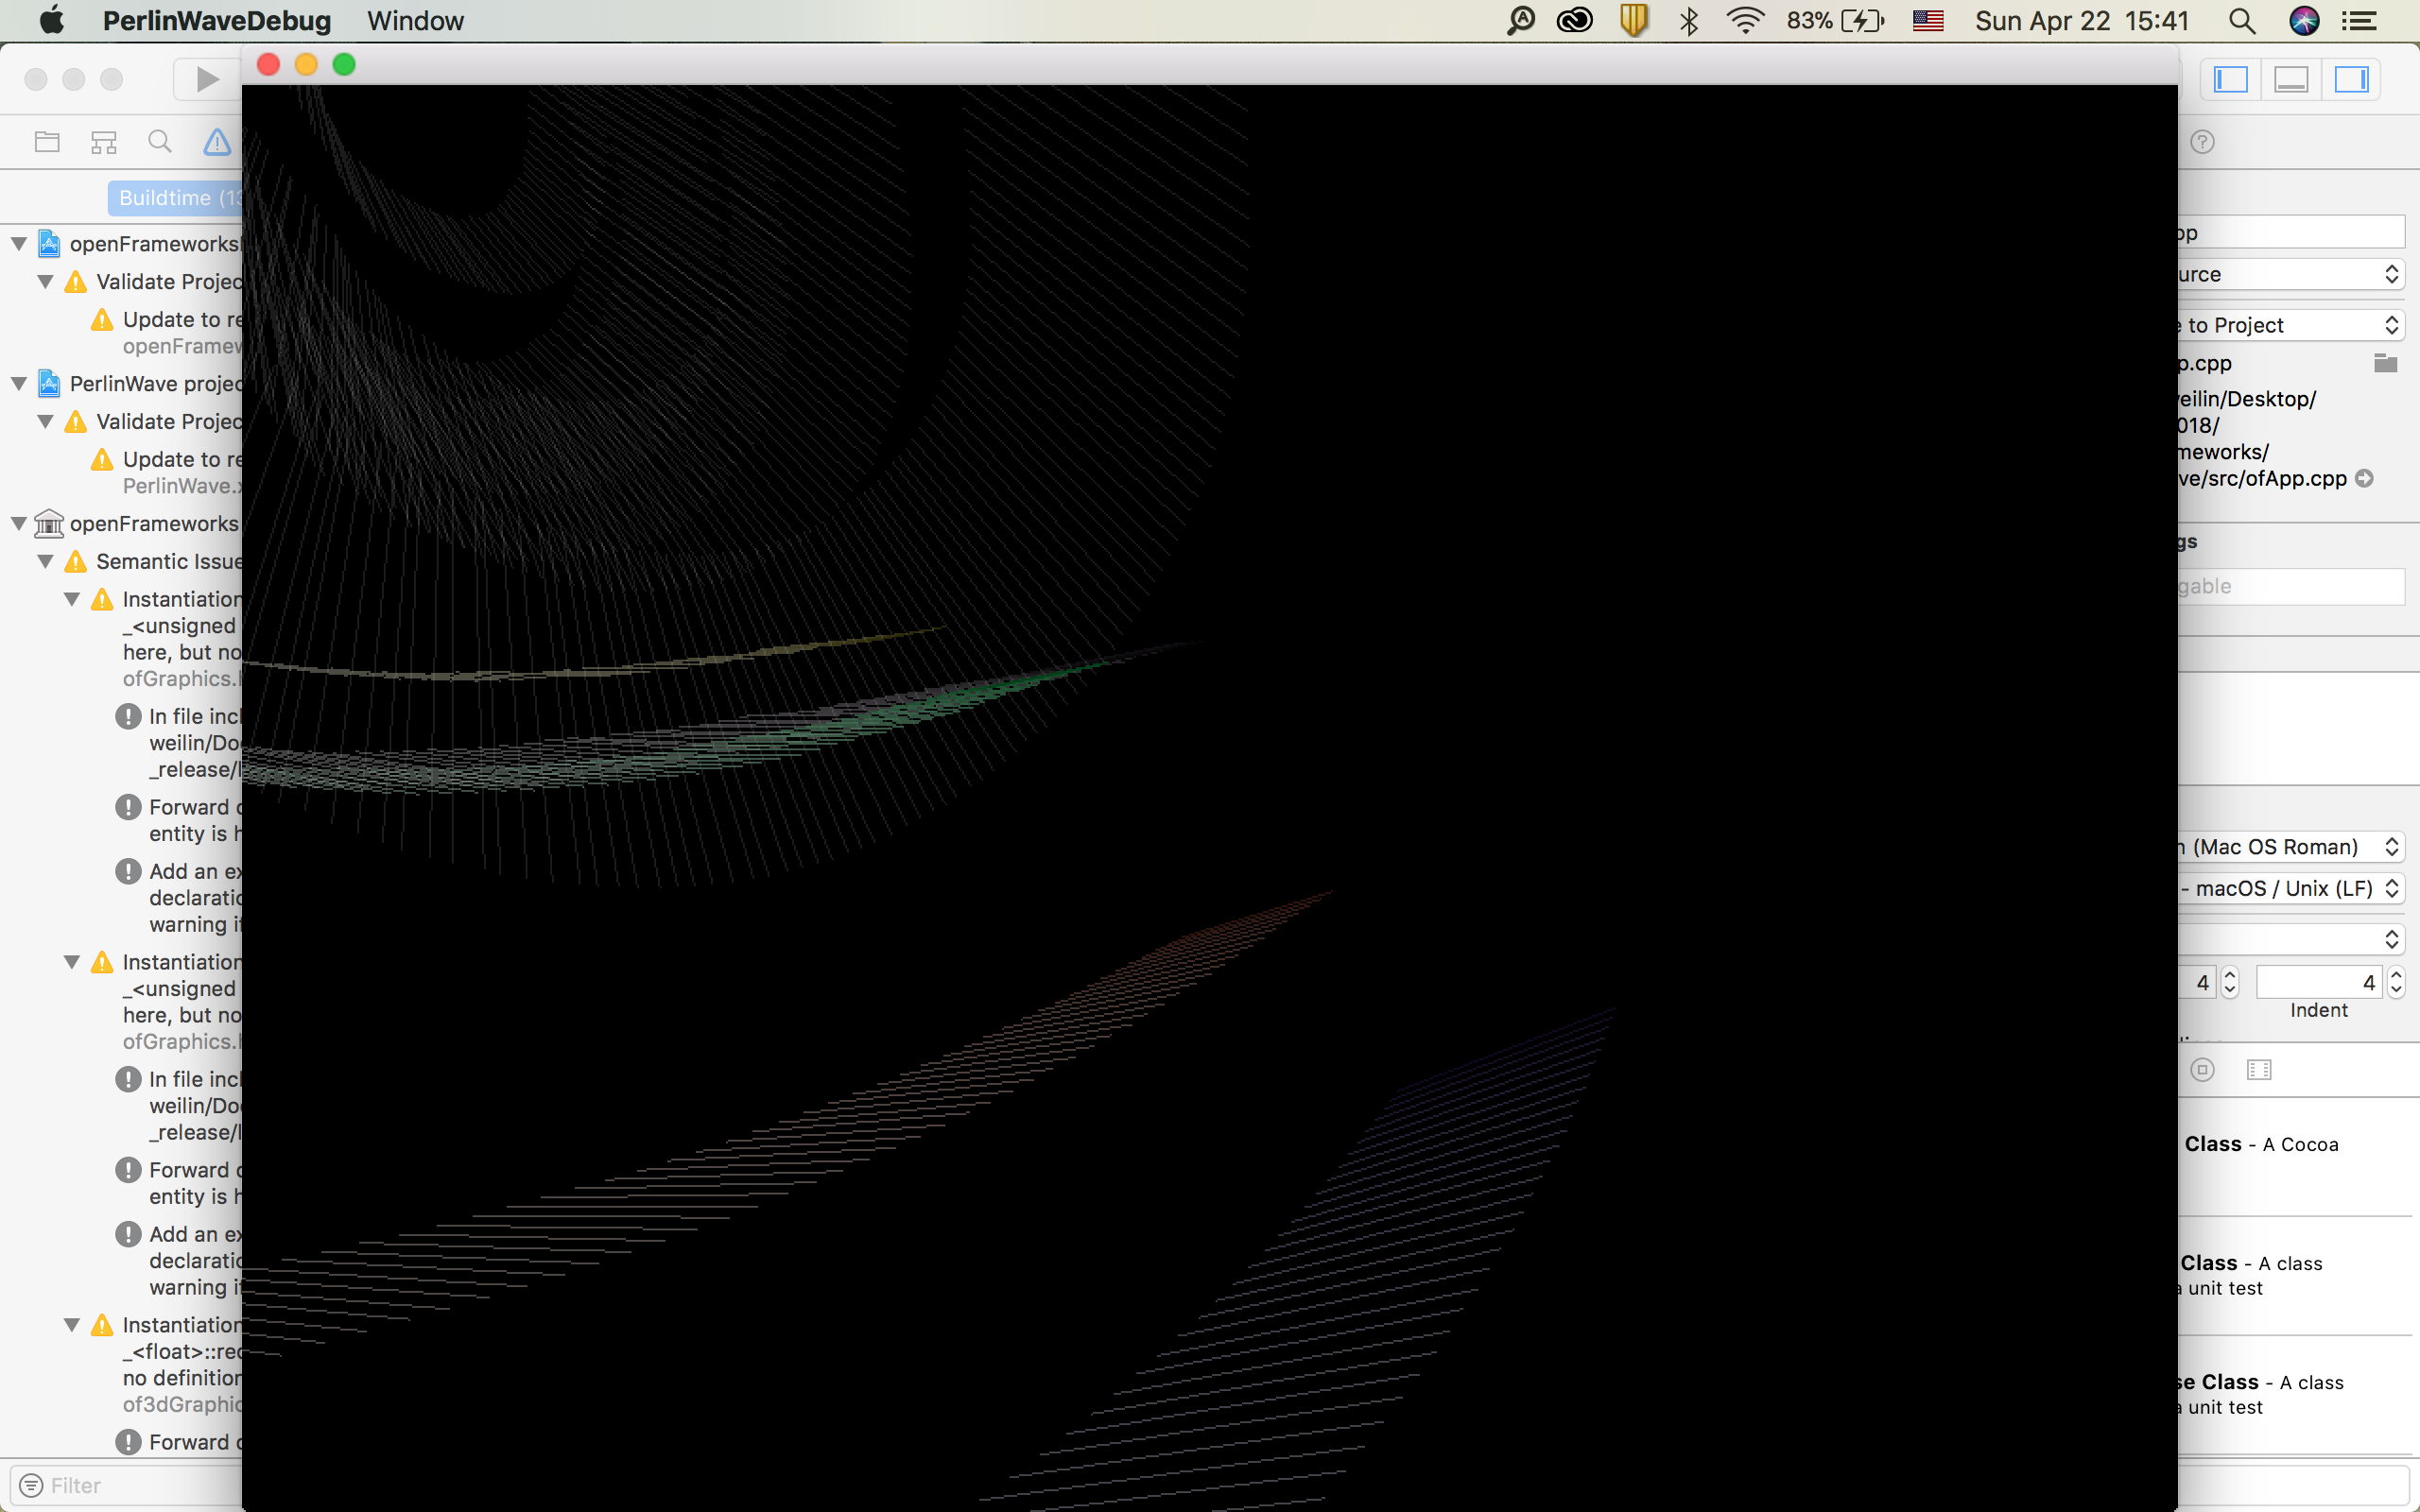 PerlinWaveDebug Window 83% Sun Apr 22 15:41
Buildtime (13
openFrameworks
Validate Projec
Update to re
openFramew
PerlinWave projec
Validate Projec
Update to re
PerlinWave.x
openFrameworks
Semantic Issue
Instantiation
_<unsigned
here, but no
ofGraphics.h
In file incl
weilin/Doc
_release/l
Forward d
entity is h
Add an ex
declaratio
warning if
Instantiation
_<unsigned
here, but no
ofGraphics.h
In file incl
weilin/Doc
_release/l
Forward d
entity is h
Add an ex
declaratio
warning if
Instantiation
_<float>::rec
no definition
of3dGraphic
Forward d
Filter
pp
urce
e to Project
p.cpp
eilin/Desktop/
018/
meworks/
ve/src/ofApp.cpp
gs
gable
n (Mac OS Roman)
- macOS / Unix (LF)
4 4
Indent
Class - A Cocoa
Class - A class
a unit test
se Class - A class
a unit test